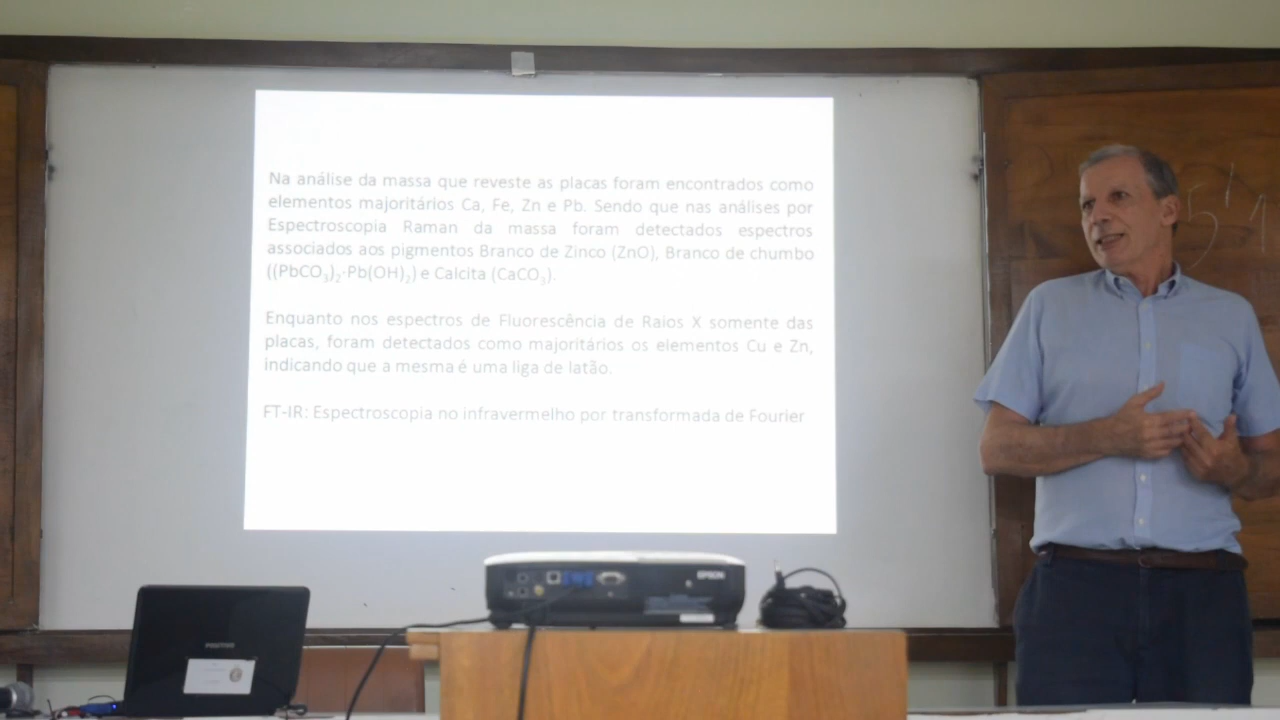 Na análise da massa que reveste as placas foram encontrados como
elementos majoritários Ca, Fe, Zn e Pb. Sendo que nas análises por
Espectroscopia Raman da massa foram detectados espectros
associados aos pigmentos Branco de Zinco (ZnO), Branco de chumbo
((PbCO₃)₂·Pb(OH)₂) e Calcita (CaCO₃).
Enquanto nos espectros de Fluorescência de Raios X somente das
placas, foram detectados como majoritários os elementos Cu e Zn,
indicando que a mesma é uma liga de latão.
FT-IR: Espectroscopia no infravermelho por transformada de Fourier
EPSON
POSITIVO